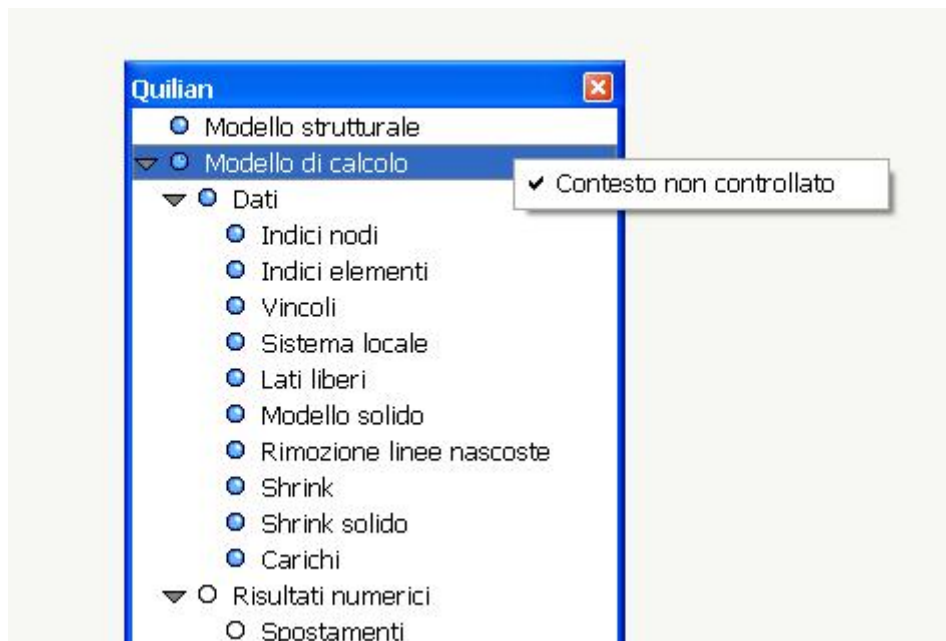 Quilian
Modello strutturale
Modello di calcolo
Contesto non controllato
Dati
Indici nodi
Indici elementi
Vincoli
Sistema locale
Lati liberi
Modello solido
Rimozione linee nascoste
Shrink
Shrink solido
Carichi
Risultati numerici
Spostamenti